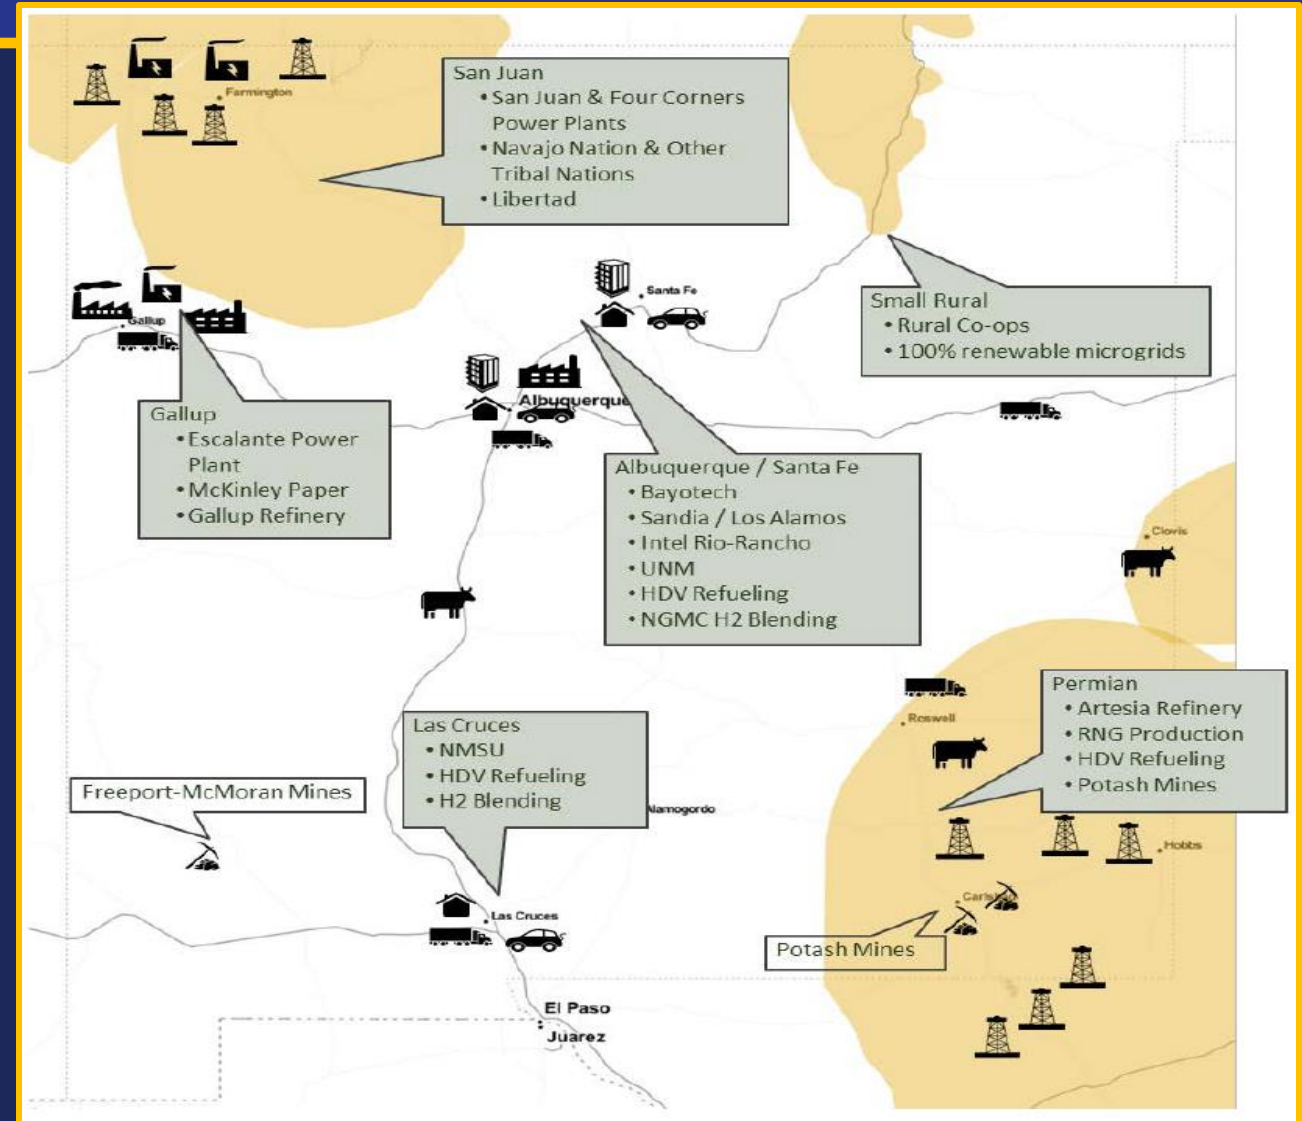 Farmington
San Juan
• San Juan & Four Corners
Power Plants
• Navajo Nation & Other
Tribal Nations
• Libertad
Santa Fe
Small Rural
• Rural Co-ops
• 100% renewable microgrids
Gallup
Albuquerque
Gallup
• Escalante Power
Plant
• McKinley Paper
• Gallup Refinery
Albuquerque / Santa Fe
• Bayotech
• Sandia / Los Alamos
• Intel Rio-Rancho
• UNM
• HDV Refueling
• NGMC H2 Blending
Clovis
Permian
• Artesia Refinery
• RNG Production
• HDV Refueling
• Potash Mines
Roswell
Las Cruces
• NMSU
• HDV Refueling
• H2 Blending
Freeport-McMoran Mines
Alamogordo
Hobbs
Las Cruces
Potash Mines
El Paso
Juarez